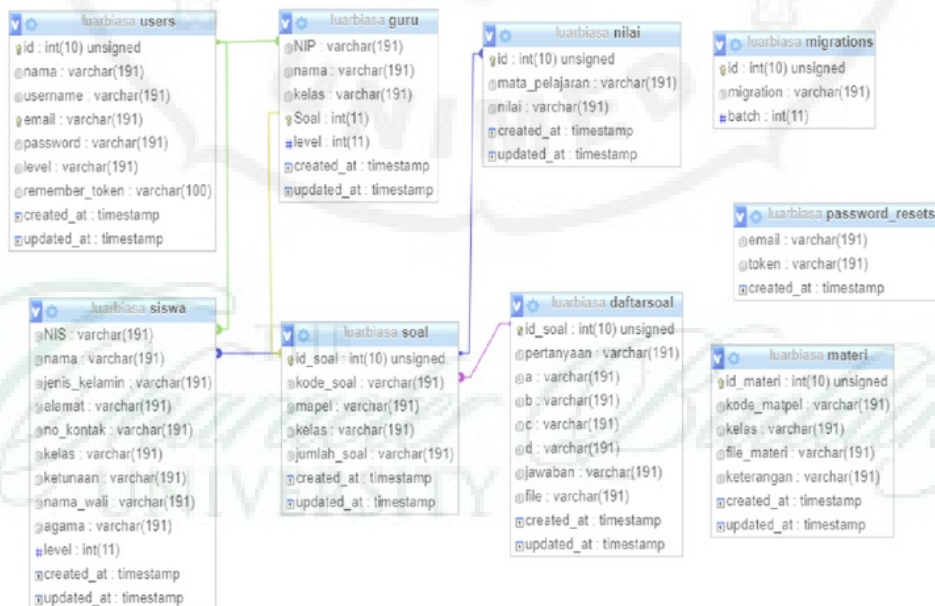 luarbiasa users
id : int(10) unsigned
nama : varchar(191)
username : varchar(191)
email : varchar(191)
password : varchar(191)
level : varchar(191)
remember_token : varchar(100)
created_at : timestamp
updated_at : timestamp
luarbiasa guru
NIP : varchar(191)
nama : varchar(191)
kelas : varchar(191)
Soal : int(11)
level : int(11)
created_at : timestamp
updated_at : timestamp
luarbiasa nilai
id : int(10) unsigned
mata_pelajaran : varchar(191)
nilai : varchar(191)
created_at : timestamp
updated_at : timestamp
luarbiasa migrations
id : int(10) unsigned
migration : varchar(191)
batch : int(11)
luarbiasa password_resets
email : varchar(191)
token : varchar(191)
created_at : timestamp
luarbiasa siswa
NIS : varchar(191)
nama : varchar(191)
jenis_kelamin : varchar(191)
alamat : varchar(191)
no_kontak : varchar(191)
kelas : varchar(191)
ketunaan : varchar(191)
nama_wali : varchar(191)
agama : varchar(191)
level : int(11)
created_at : timestamp
updated_at : timestamp
luarbiasa soal
id_soal : int(10) unsigned
kode_soal : varchar(191)
mapel : varchar(191)
kelas : varchar(191)
jumlah_soal : varchar(191)
created_at : timestamp
updated_at : timestamp
luarbiasa daftarsoal
id_soal : int(10) unsigned
pertanyaan : varchar(191)
a : varchar(191)
b : varchar(191)
c : varchar(191)
d : varchar(191)
jawaban : varchar(191)
file : varchar(191)
created_at : timestamp
updated_at : timestamp
luarbiasa materi
id_materi : int(10) unsigned
kode_matpel : varchar(191)
kelas : varchar(191)
file_materi : varchar(191)
keterangan : varchar(191)
created_at : timestamp
updated_at : timestamp
UNIVERSITY